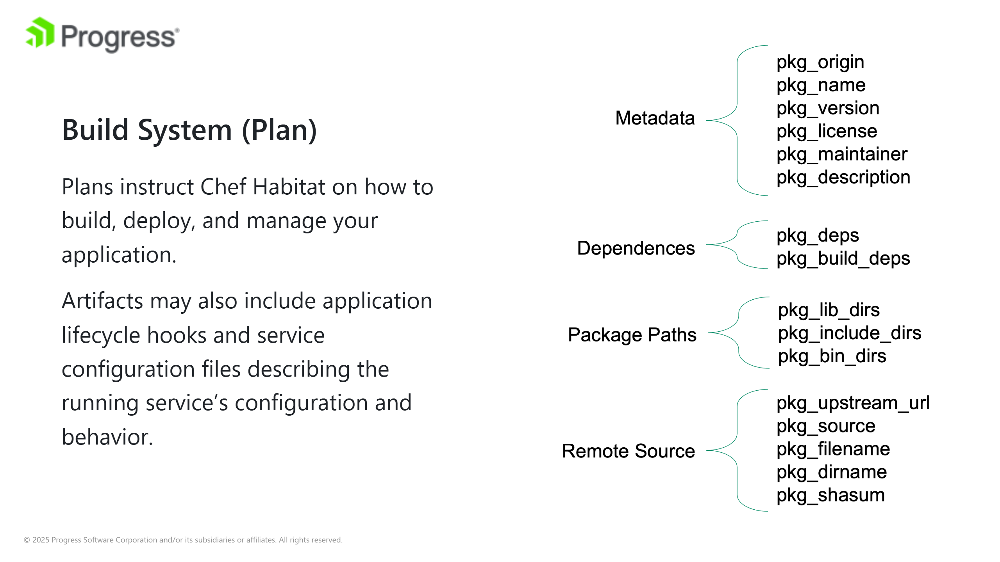 Progress®
Build System (Plan)
Plans instruct Chef Habitat on how to
build, deploy, and manage your
application.
Artifacts may also include application
lifecycle hooks and service
configuration files describing the
running service’s configuration and
behavior.
Metadata
pkg_origin
pkg_name
pkg_version
pkg_license
pkg_maintainer
pkg_description
Dependences
pkg_deps
pkg_build_deps
Package Paths
pkg_lib_dirs
pkg_include_dirs
pkg_bin_dirs
Remote Source
pkg_upstream_url
pkg_source
pkg_filename
pkg_dirname
pkg_shasum
© 2025 Progress Software Corporation and/or its subsidiaries or affiliates. All rights reserved.